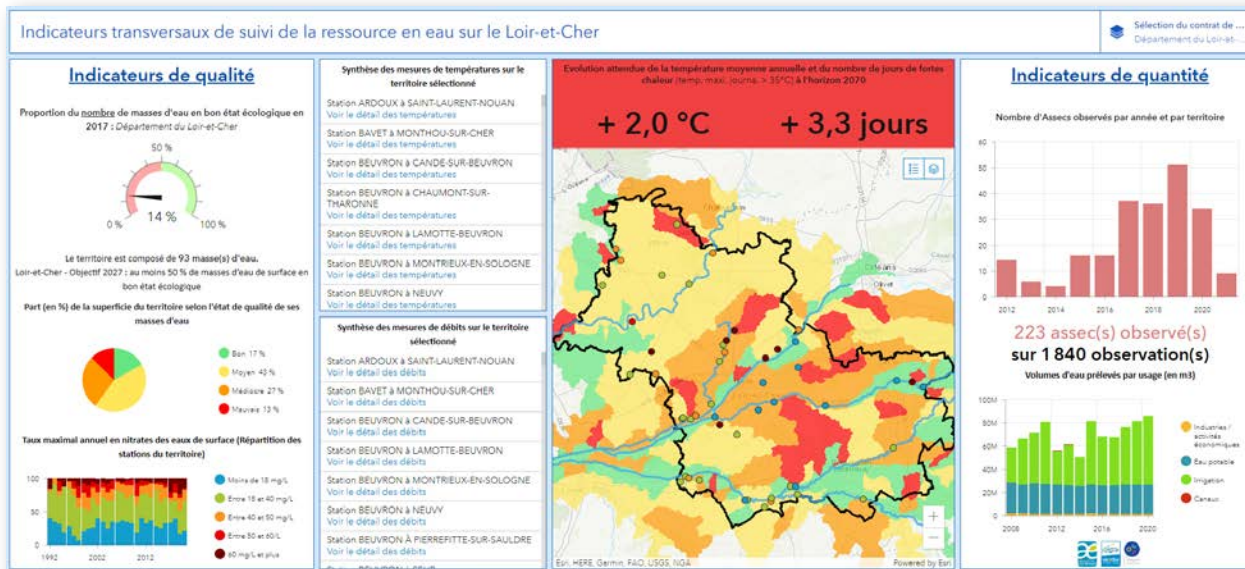 Indicateurs transversaux de suivi de la ressource en eau sur le Loir-et-Cher
Sélection du contrat de ...
Département du Loir-et-...
Indicateurs de qualité
Proportion du nombre de masses d'eau en bon état écologique en
2017 : Département du Loir-et-Cher
50 %
14 %
0 %
100 %
Le territoire est composé de 93 masse(s) d'eau.
Loir-et-Cher - Objectif 2027 : au moins 50 % de masses d'eau de surface en
bon état écologique
Part (en %) de la superficie du territoire selon l'état de qualité de ses
masses d'eau
Bon 17 %
Moyen 43 %
Médiocre 27 %
Mauvais 13 %
Taux maximal annuel en nitrates des eaux de surface (Répartition des
stations du territoire)
100
50
0
1992
2002
2012
Moins de 18 mg/L
Entre 18 et 40 mg/L
Entre 40 et 50 mg/L
Entre 50 et 60/L
60 mg/L et plus
Synthèse des mesures de températures sur le
territoire sélectionné
Station ARDOUX à SAINT-LAURENT-NOUAN
Voir le détail des températures
Station BAVET à MONTHOU-SUR-CHER
Voir le détail des températures
Station BEUVRON à CANDE-SUR-BEUVRON
Voir le détail des températures
Station BEUVRON à CHAUMONT-SUR-
THARONNE
Voir le détail des températures
Station BEUVRON à LAMOTTE-BEUVRON
Voir le détail des températures
Station BEUVRON à MONTRIEUX-EN-SOLOGNE
Voir le détail des températures
Station BEUVRON à NEUVY
Voir le détail des températures
Synthèse des mesures de débits sur le territoire
sélectionné
Station ARDOUX à SAINT-LAURENT-NOUAN
Voir le détail des débits
Station BAVET à MONTHOU-SUR-CHER
Voir le détail des débits
Station BEUVRON à CANDE-SUR-BEUVRON
Voir le détail des débits
Station BEUVRON à LAMOTTE-BEUVRON
Voir le détail des débits
Station BEUVRON à MONTRIEUX-EN-SOLOGNE
Voir le détail des débits
Station BEUVRON à NEUVY
Voir le détail des débits
Station BEUVRON À PIERREFITTE-SUR-SAULDRE
Voir le détail des débits
Evolution attendue de la température moyenne annuelle et du nombre de jours de fortes
chaleur (temp. maxi. journa. > 35°C) à l'horizon 2070
+ 2,0 °C
+ 3,3 jours
Orléans
Olivet
+
−
Esri, HERE, Garmin, FAO, USGS, NGA
Powered by Esri
Indicateurs de quantité
Nombre d'Assecs observés par année et par territoire
60
50
40
30
20
10
0
2012
2014
2016
2018
2020
223 assec(s) observé(s)
sur 1 840 observation(s)
Volumes d'eau prélevés par usage (en m3)
100M
80M
60M
40M
20M
0
2008
2012
2016
2020
Industries /
activités
économiques
Eau potable
Irrigation
Canaux